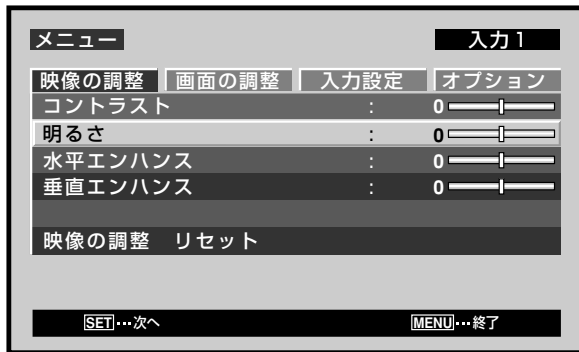 メニュー 入力1
映像の調整 画面の調整 入力設定 オプション
コントラスト : 0
明るさ : 0
水平エンハンス : 0
垂直エンハンス : 0
映像の調整 リセット
SET…次へ MENU…終了